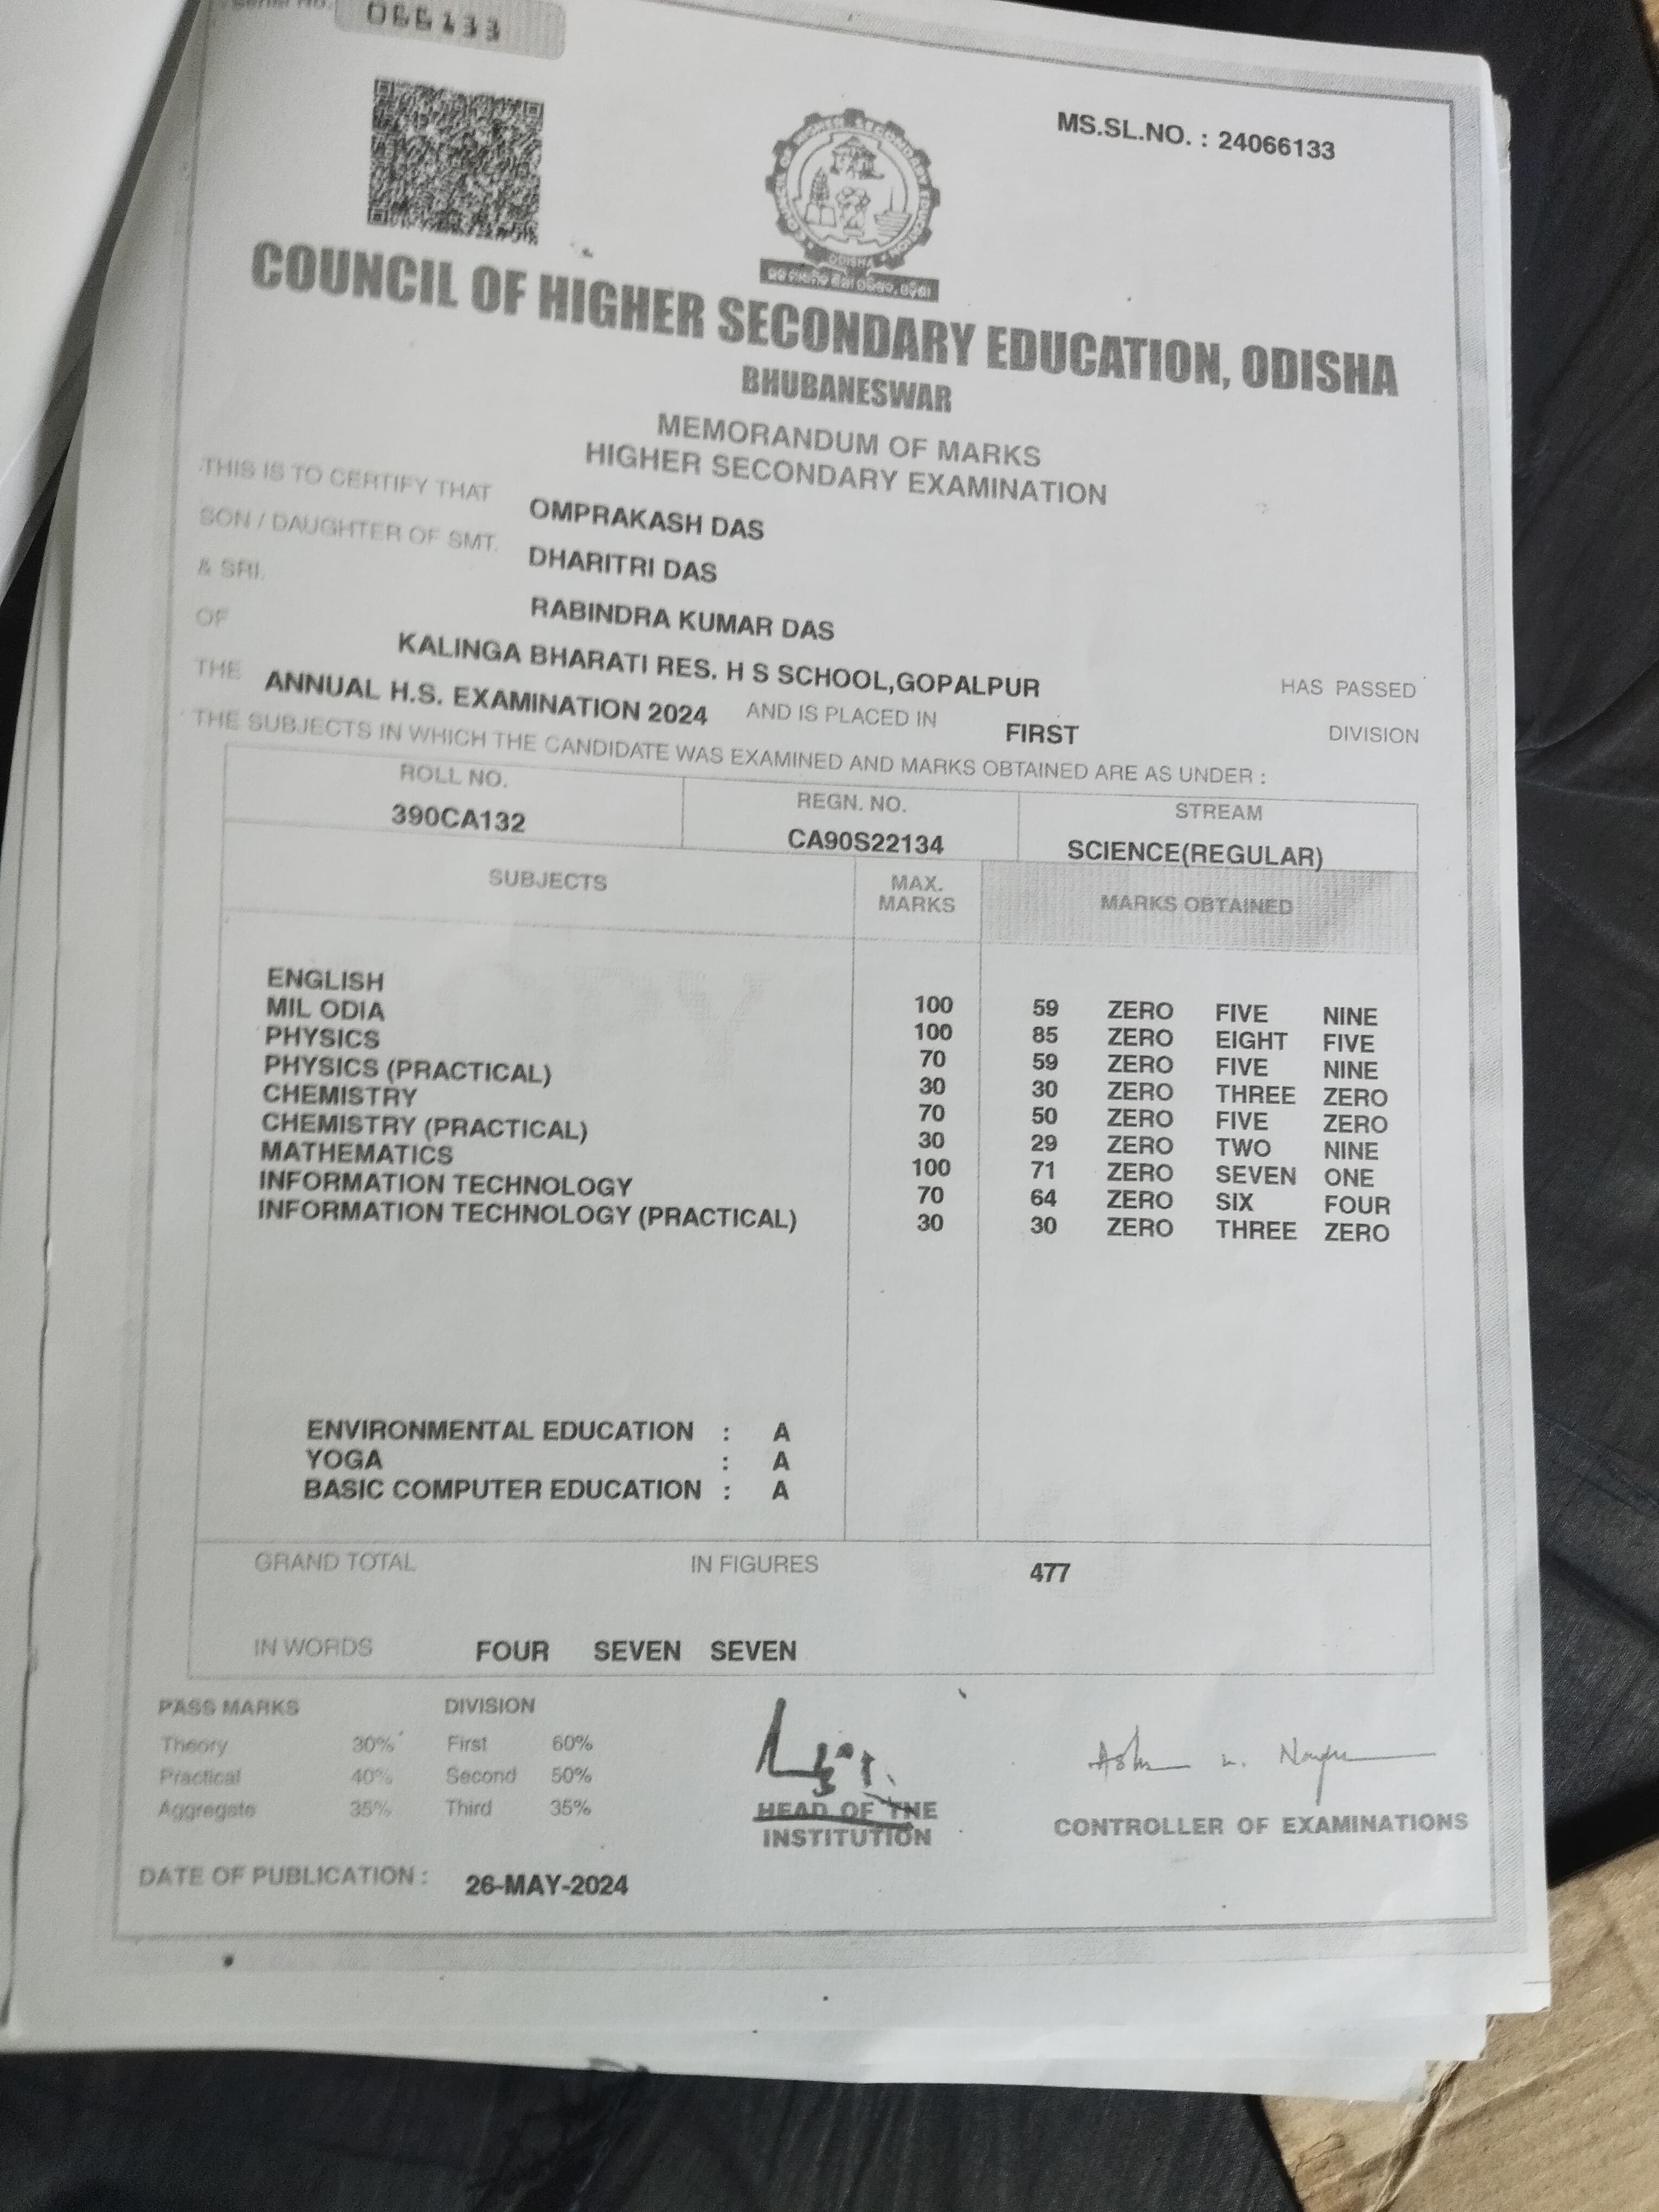 Serial No. 066133
MS.SL.NO. : 24066133
COUNCIL OF HIGHER SECONDARY EDUCATION
ODISHA
COUNCIL OF HIGHER SECONDARY EDUCATION, ODISHA
BHUBANESWAR
MEMORANDUM OF MARKS
HIGHER SECONDARY EXAMINATION
THIS IS TO CERTIFY THAT OMPRAKASH DAS
SON / DAUGHTER OF SMT. DHARITRI DAS
& SRI. RABINDRA KUMAR DAS
OF KALINGA BHARATI RES. H S SCHOOL,GOPALPUR HAS PASSED
THE ANNUAL H.S. EXAMINATION 2024 AND IS PLACED IN FIRST DIVISION
THE SUBJECTS IN WHICH THE CANDIDATE WAS EXAMINED AND MARKS OBTAINED ARE AS UNDER :
ROLL NO. REGN. NO. STREAM
390CA132 CA90S22134 SCIENCE(REGULAR)
SUBJECTS MAX. MARKS MARKS OBTAINED
ENGLISH 100 59 ZERO FIVE NINE
MIL ODIA 100 85 ZERO EIGHT FIVE
PHYSICS 70 59 ZERO FIVE NINE
PHYSICS (PRACTICAL) 30 30 ZERO THREE ZERO
CHEMISTRY 70 50 ZERO FIVE ZERO
CHEMISTRY (PRACTICAL) 30 29 ZERO TWO NINE
MATHEMATICS 100 71 ZERO SEVEN ONE
INFORMATION TECHNOLOGY 70 64 ZERO SIX FOUR
INFORMATION TECHNOLOGY (PRACTICAL) 30 30 ZERO THREE ZERO
ENVIRONMENTAL EDUCATION : A
YOGA : A
BASIC COMPUTER EDUCATION : A
GRAND TOTAL IN FIGURES 477
IN WORDS FOUR SEVEN SEVEN
PASS MARKS DIVISION
Theory 30% First 60%
Practical 40% Second 50%
Aggregate 35% Third 35%
HEAD OF THE
INSTITUTION
CONTROLLER OF EXAMINATIONS
DATE OF PUBLICATION : 26-MAY-2024